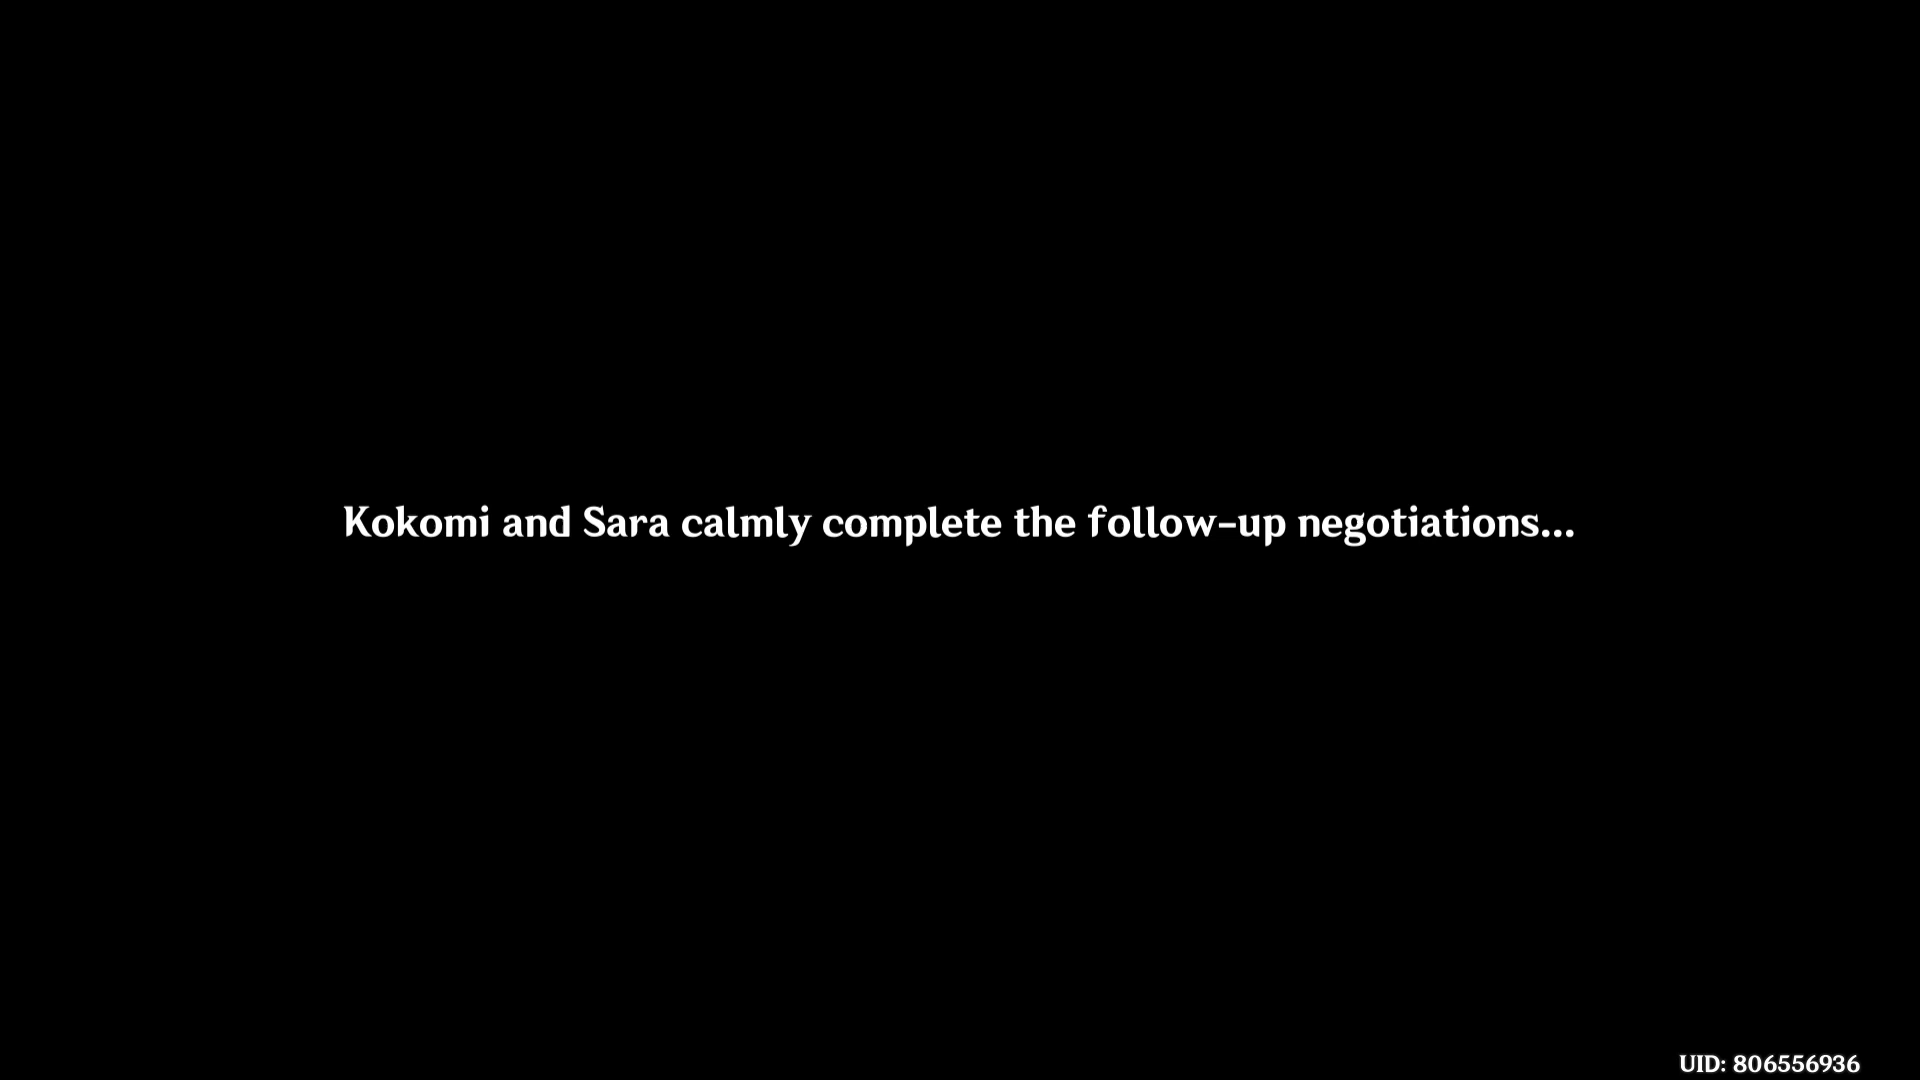 Kokomi and Sara calmly complete the follow-up negotiations...
UID: 806556936